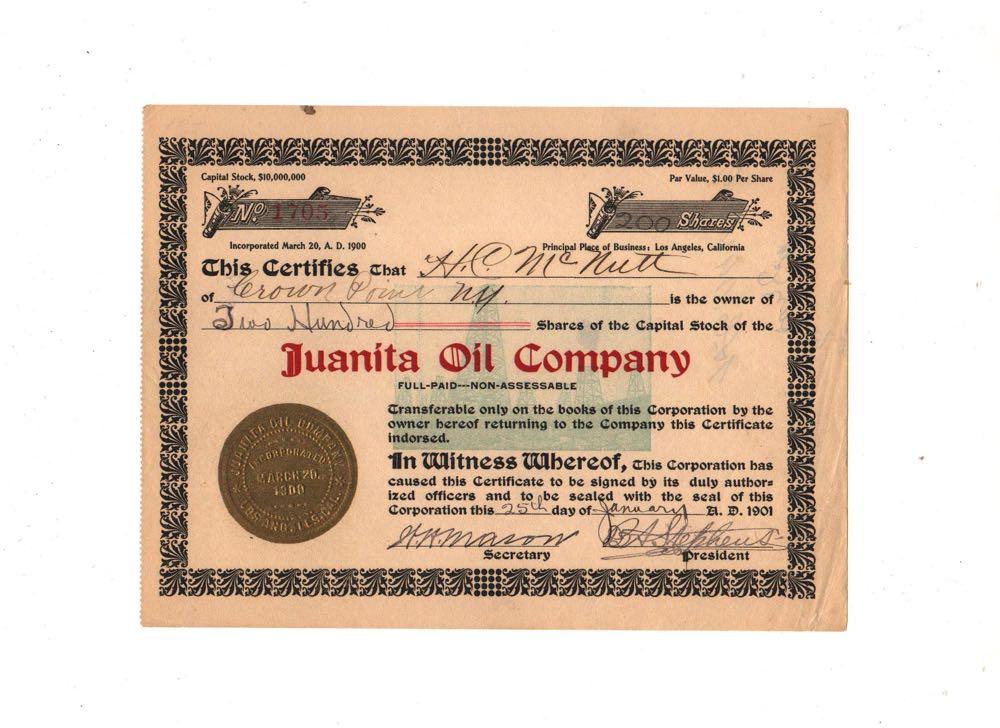 Capital Stock, $10,000,000
Par Value, $1.00 Per Share
No. 1705
200 Shares
Incorporated March 20, A. D. 1900
Principal Place of Business: Los Angeles, California
This Certifies that H.C. McNutt
of Crown Point N.Y. is the owner of
Two Hundred Shares of the Capital Stock of the
Juanita Oil Company
FULL-PAID---NON-ASSESSABLE
Transferable only on the books of this Corporation by the
owner hereof returning to the Company this Certificate
indorsed.
In Witness Whereof, this Corporation has
caused this Certificate to be signed by its duly author-
ized officers and to be sealed with the seal of this
Corporation this 25th day of January A. D. 1901
Mason Stephens
Secretary President
JUANITA OIL COMPANY
INCORPORATED
MARCH 20,
1900
LOS ANGELES, CAL.